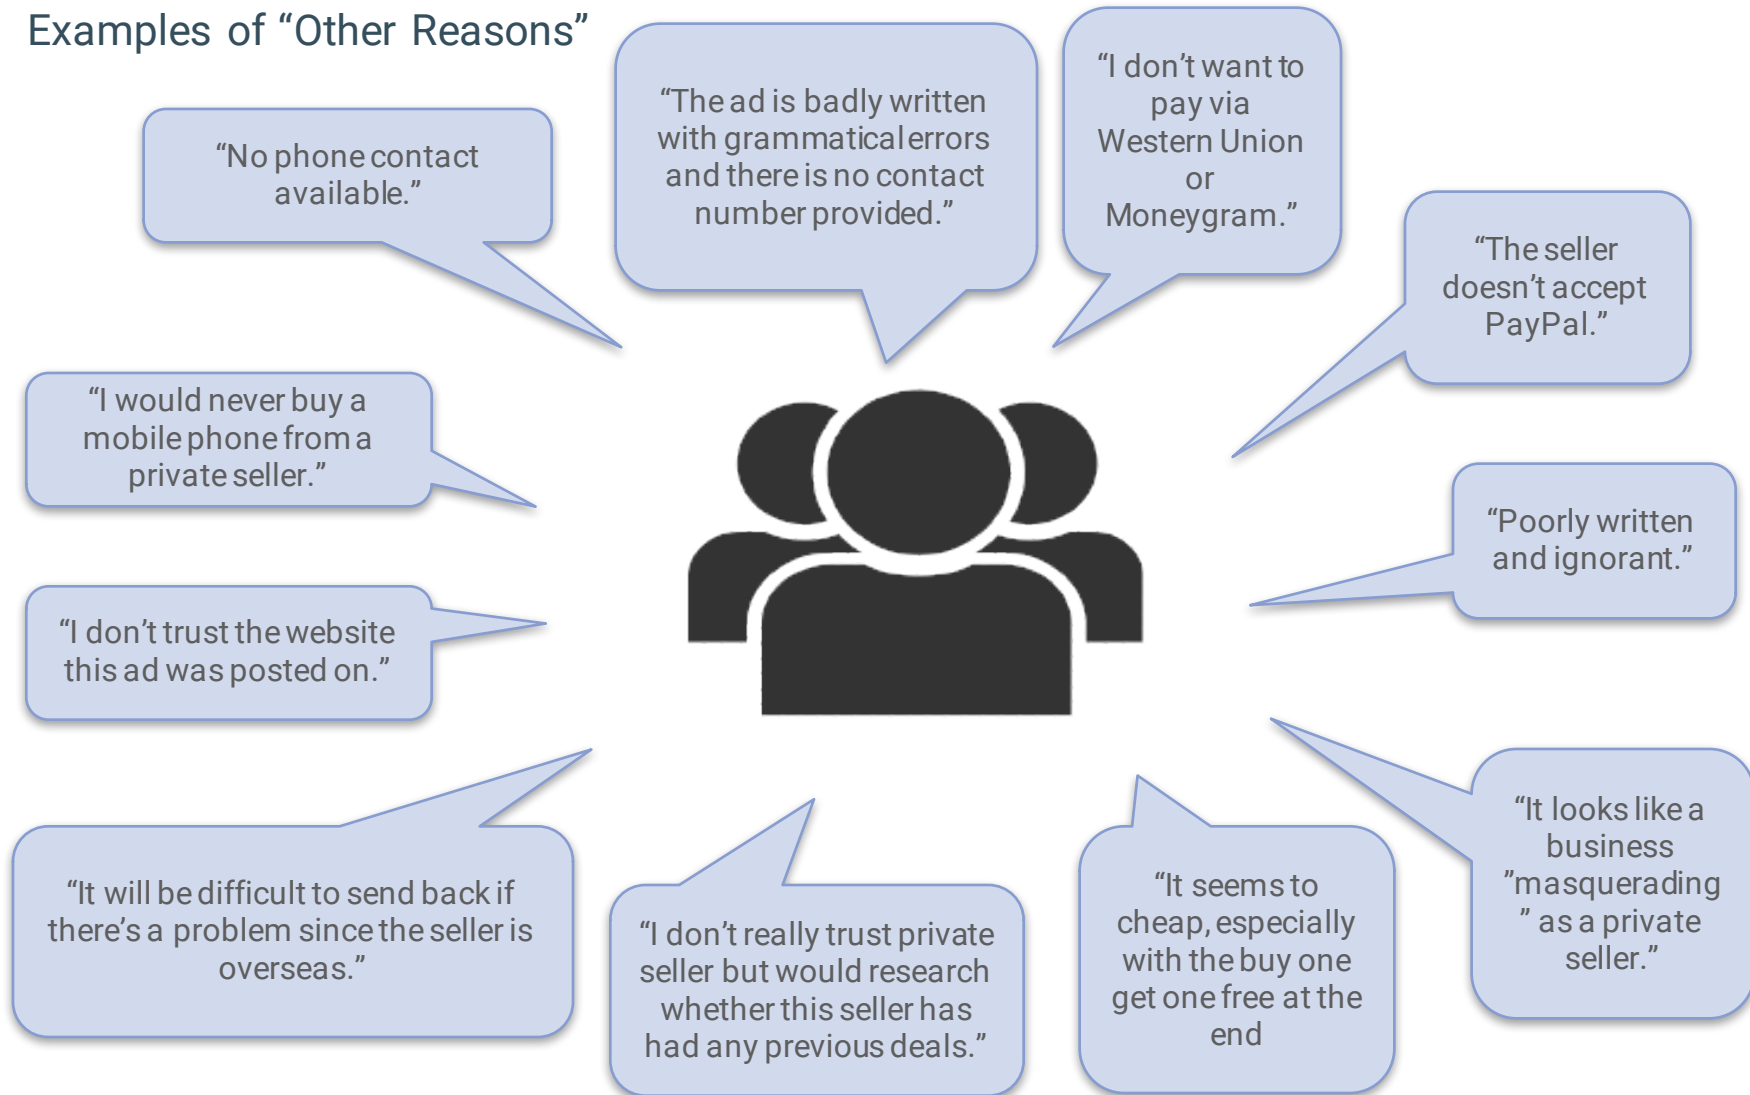 Examples of “Other Reasons”
“No phone contact
available.”
“The ad is badly written
with grammatical errors
and there is no contact
number provided.”
“I don’t want to
pay via
Western Union
or
Moneygram.”
“The seller
doesn’t accept
PayPal.”
“I would never buy a
mobile phone from a
private seller.”
“Poorly written
and ignorant.”
“I don’t trust the website
this ad was posted on.”
“It will be difficult to send back if
there’s a problem since the seller is
overseas.”
“I don’t really trust private
seller but would research
whether this seller has
had any previous deals.”
“It seems to
cheap, especially
with the buy one
get one free at the
end
“It looks like a
business
”masquerading
” as a private
seller.”